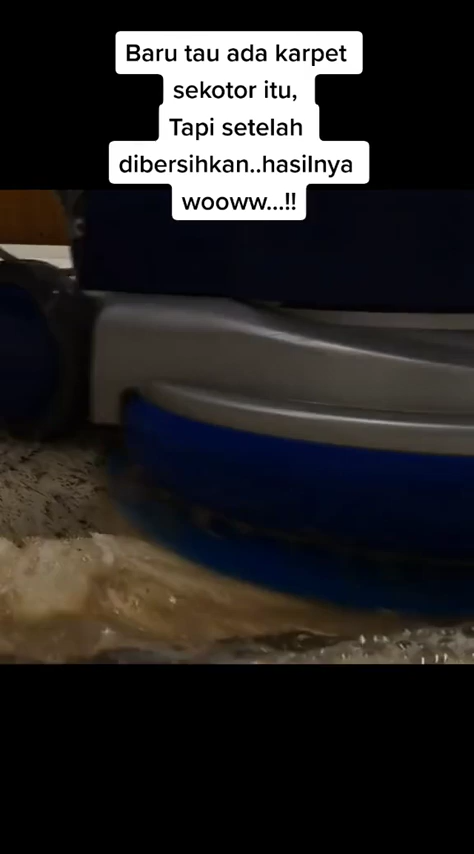 Baru tau ada karpet
sekotor itu,
Tapi setelah
dibersihkan..hasilnya
wooww...!!